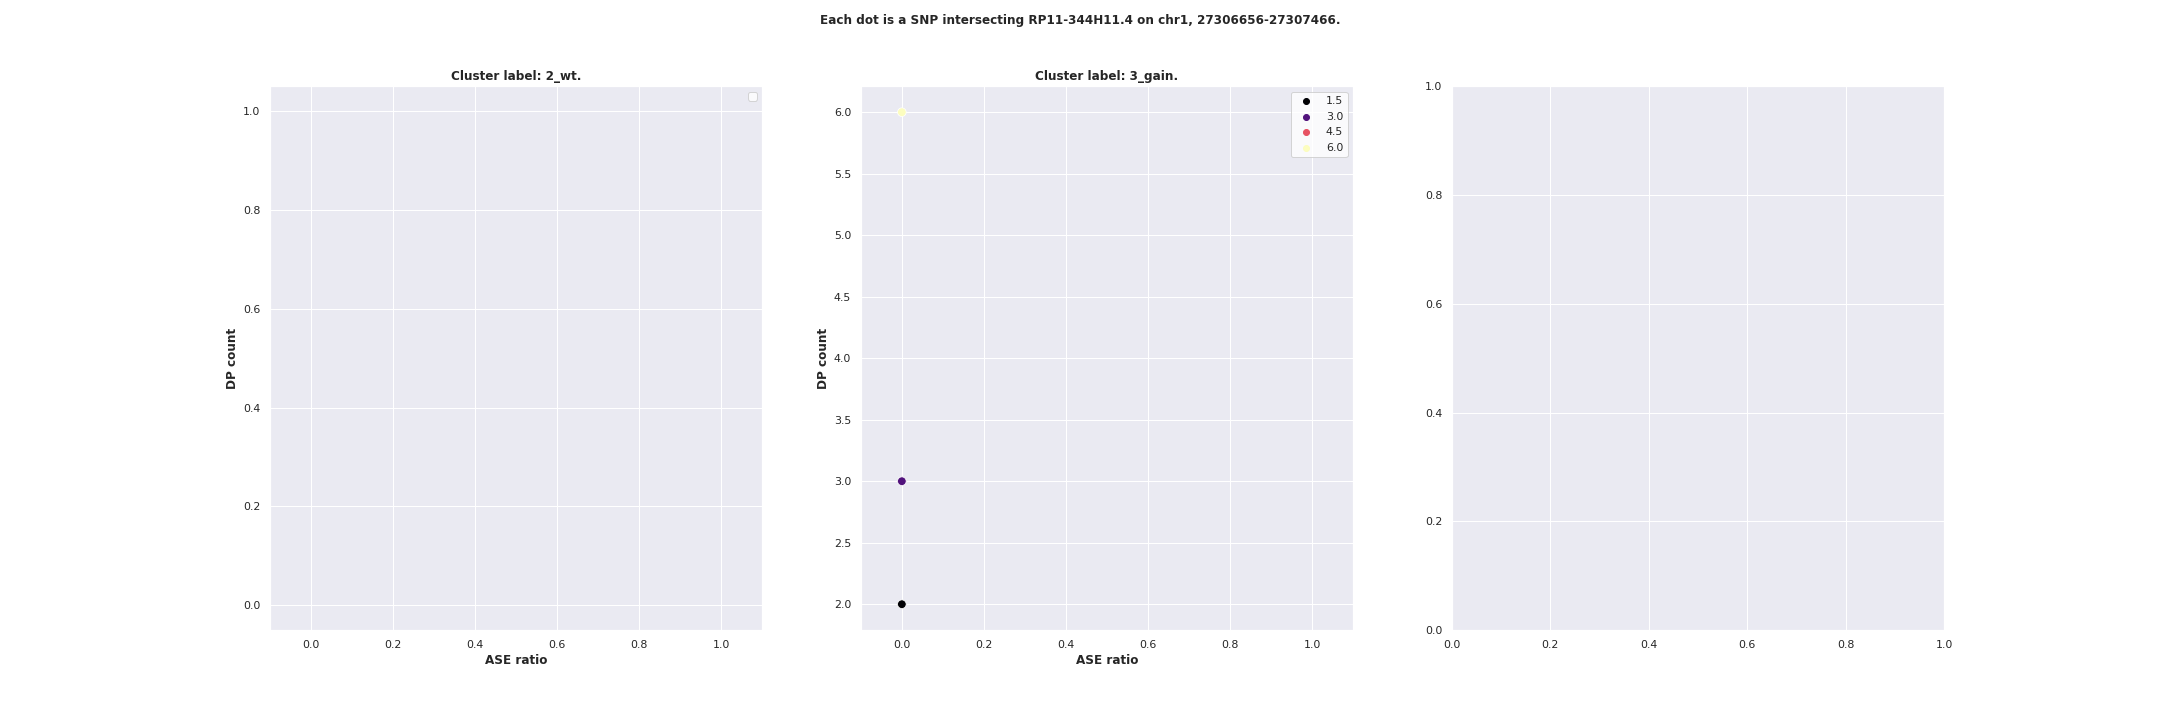 Each dot is a SNP intersecting RP11-344H11.4 on chr1, 27306656-27307466.
Cluster label: 2_wt.
1.0
0.8
0.6
0.4
0.2
0.0
DP count
0.0 0.2 0.4 0.6 0.8 1.0
ASE ratio
Cluster label: 3_gain.
6.0
5.5
5.0
4.5
4.0
3.5
3.0
2.5
2.0
DP count
1.5
3.0
4.5
6.0
0.0 0.2 0.4 0.6 0.8 1.0
ASE ratio
1.0
0.8
0.6
0.4
0.2
0.0
0.0 0.2 0.4 0.6 0.8 1.0